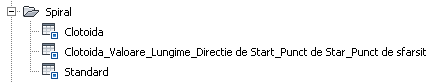 Spiral
Clotoida
Clotoida_Valoare_Lungime_Directie de Start_Punct de Star_Punct de sfarsit
Standard